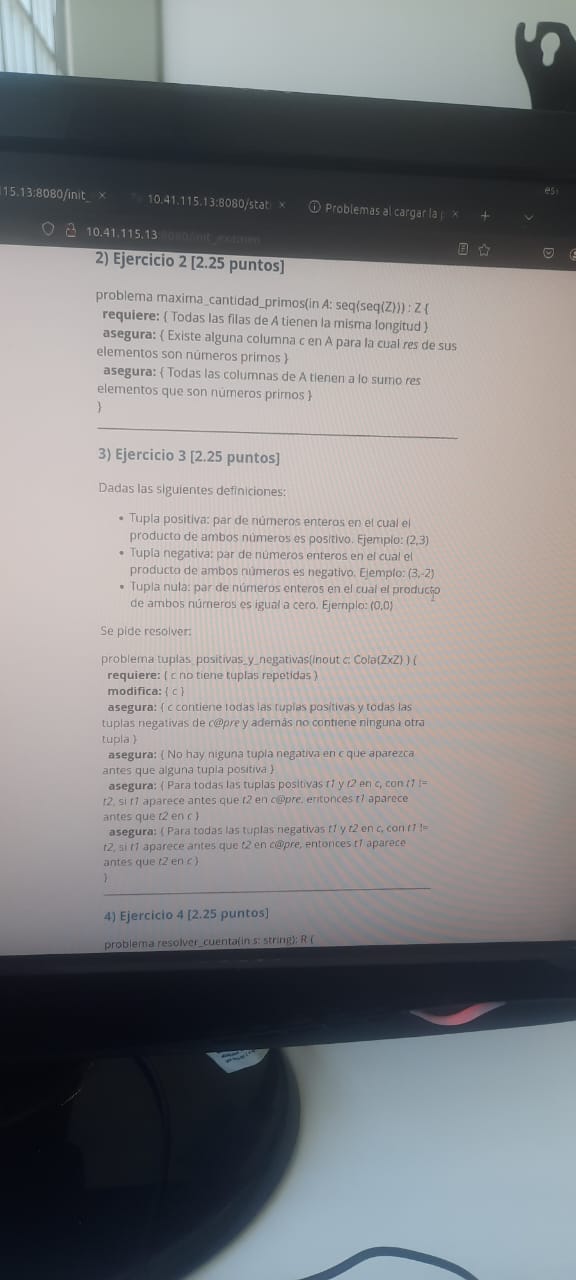 15.13:8080/init_ × 10.41.115.13:8080/stat × Problemas al cargar la p × + es
10.41.115.13:8080/init_examen
2) Ejercicio 2 [2.25 puntos]
problema maxima_cantidad_primos(in A: seq⟨seq⟨Z⟩⟩) : Z {
requiere: { Todas las filas de A tienen la misma longitud }
asegura: { Existe alguna columna c en A para la cual res de sus
elementos son números primos }
asegura: { Todas las columnas de A tienen a lo sumo res
elementos que son números primos }
}
3) Ejercicio 3 [2.25 puntos]
Dadas las siguientes definiciones:
• Tupla positiva: par de números enteros en el cual el
producto de ambos números es positivo. Ejemplo: (2,3)
• Tupla negativa: par de números enteros en el cual el
producto de ambos números es negativo. Ejemplo: (3,-2)
• Tupla nula: par de números enteros en el cual el producto
de ambos números es igual a cero. Ejemplo: (0,0)
Se pide resolver:
problema tuplas_positivas_y_negativas(inout c: Cola⟨ZxZ⟩ ) {
requiere: { c no tiene tuplas repetidas }
modifica: { c }
asegura: { c contiene todas las tuplas positivas y todas las
tuplas negativas de c@pre y además no contiene ninguna otra
tupla }
asegura: { No hay niguna tupla negativa en c que aparezca
antes que alguna tupla positiva }
asegura: { Para todas las tuplas positivas t1 y t2 en c, con t1 !=
t2, si t1 aparece antes que t2 en c@pre, entonces t1 aparece
antes que t2 en c }
asegura: { Para todas las tuplas negativas t1 y t2 en c, con t1 !=
t2, si t1 aparece antes que t2 en c@pre, entonces t1 aparece
antes que t2 en c }
}
4) Ejercicio 4 [2.25 puntos]
problema resolver_cuenta(in s: string): R {